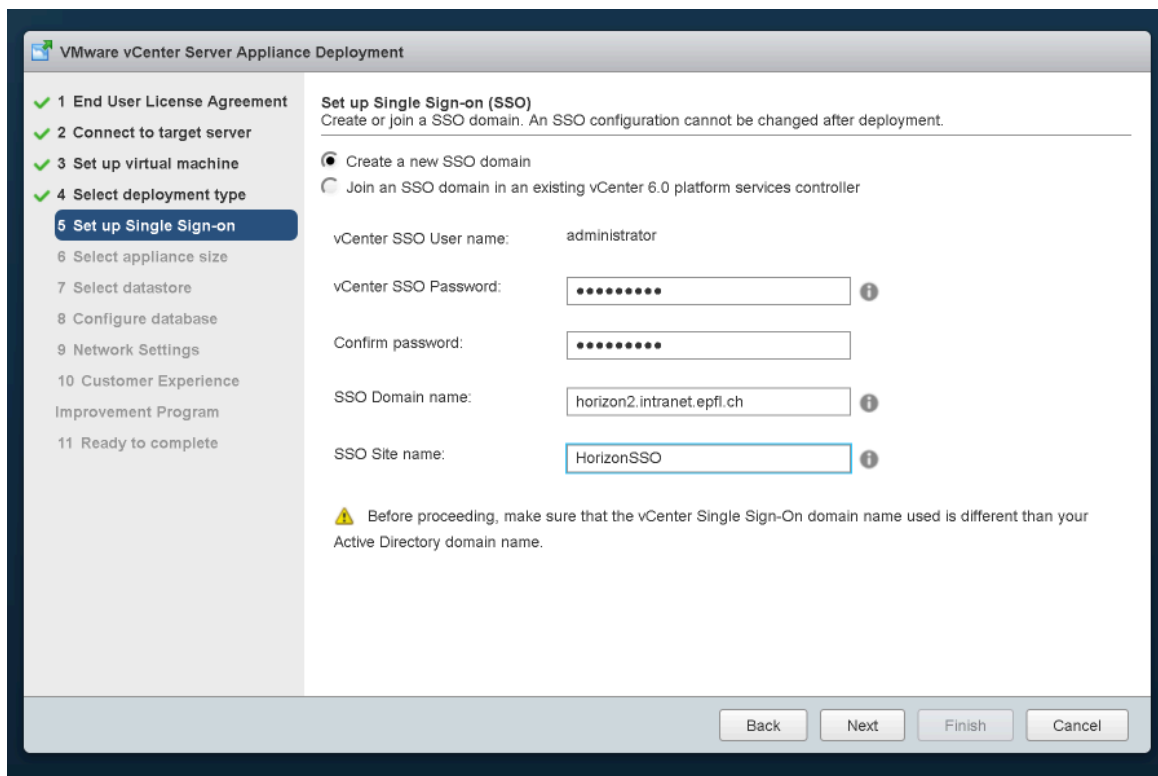 VMware vCenter Server Appliance Deployment
1 End User License Agreement
2 Connect to target server
3 Set up virtual machine
4 Select deployment type
5 Set up Single Sign-on
6 Select appliance size
7 Select datastore
8 Configure database
9 Network Settings
10 Customer Experience
Improvement Program
11 Ready to complete
Set up Single Sign-on (SSO)
Create or join a SSO domain. An SSO configuration cannot be changed after deployment.
Create a new SSO domain
Join an SSO domain in an existing vCenter 6.0 platform services controller
vCenter SSO User name: administrator
vCenter SSO Password: •••••••••
Confirm password: •••••••••
SSO Domain name: horizon2.intranet.epfl.ch
SSO Site name: HorizonSSO
Before proceeding, make sure that the vCenter Single Sign-On domain name used is different than your
Active Directory domain name.
Back Next Finish Cancel